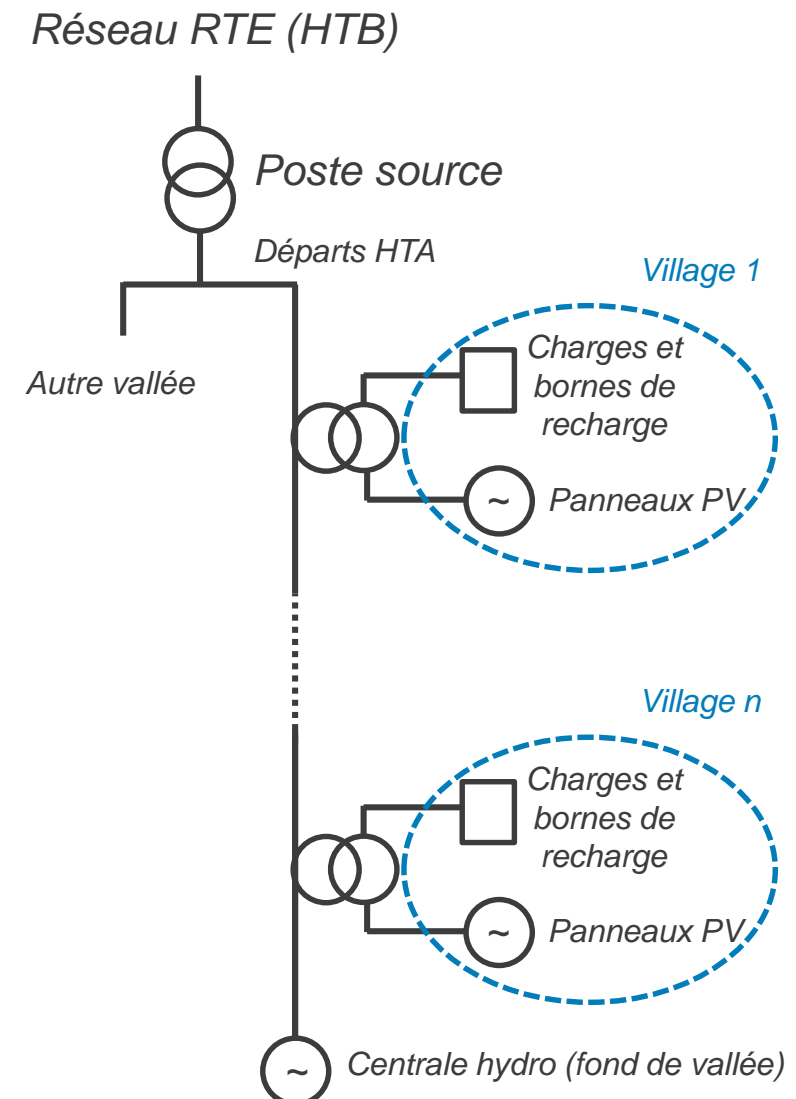 Réseau RTE (HTB)
Poste source
Départs HTA
Village 1
Autre vallée
Charges et
bornes de
recharge
~
Panneaux PV
Village n
Charges et
bornes de
recharge
~
Panneaux PV
~
Centrale hydro (fond de vallée)